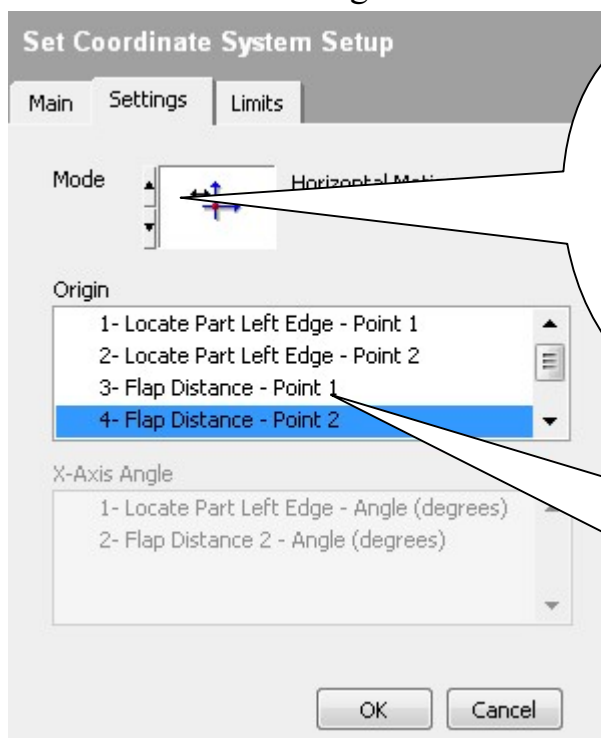 Set Coordinate System Setup
Main Settings Limits
Mode Horizontal
Origin
1- Locate Part Left Edge - Point 1
2- Locate Part Left Edge - Point 2
3- Flap Distance - Point 1
4- Flap Distance - Point 2
X-Axis Angle
1- Locate Part Left Edge - Angle (degrees)
2- Flap Distance 2 - Angle (degrees)
OK Cancel